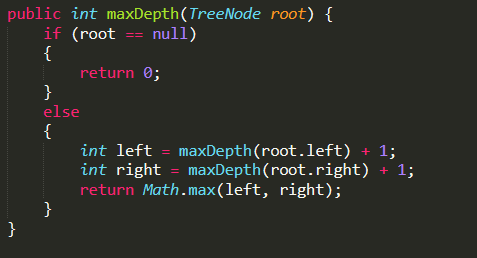 public int maxDepth(TreeNode root) {
    if (root == null)
    {
        return 0;
    }
    else
    {
        int left = maxDepth(root.left) + 1;
        int right = maxDepth(root.right) + 1;
        return Math.max(left, right);
    }
}